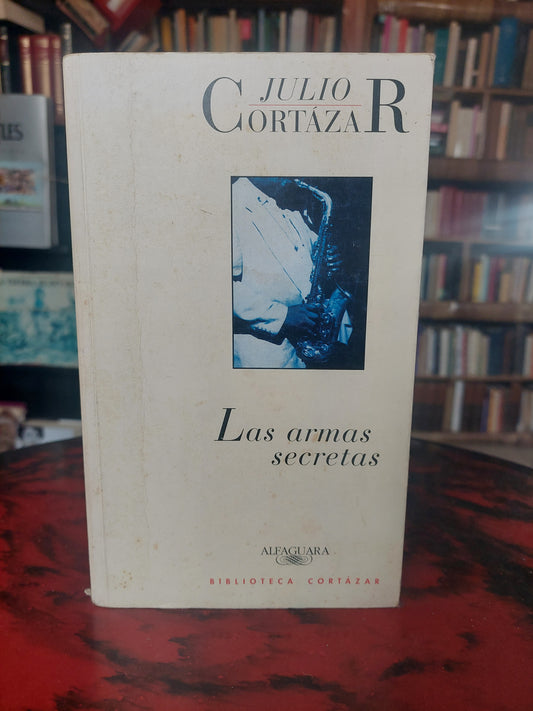 JULIO
CORTÁZAR
Las armas
secretas
ALFAGUARA
BIBLIOTECA CORTÁZAR